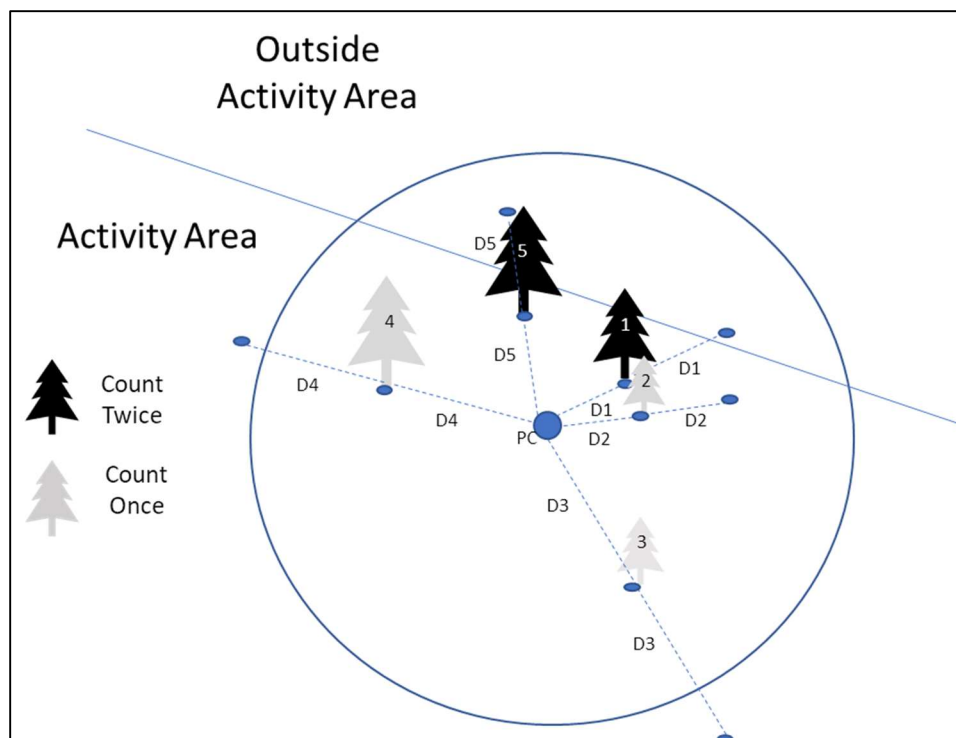 Outside
Activity Area
Activity Area
D5
5
4
1
D5
D1
2
D4
D1
D4
PC
D2
D2
Count
Twice
Count
Once
D3
3
D3